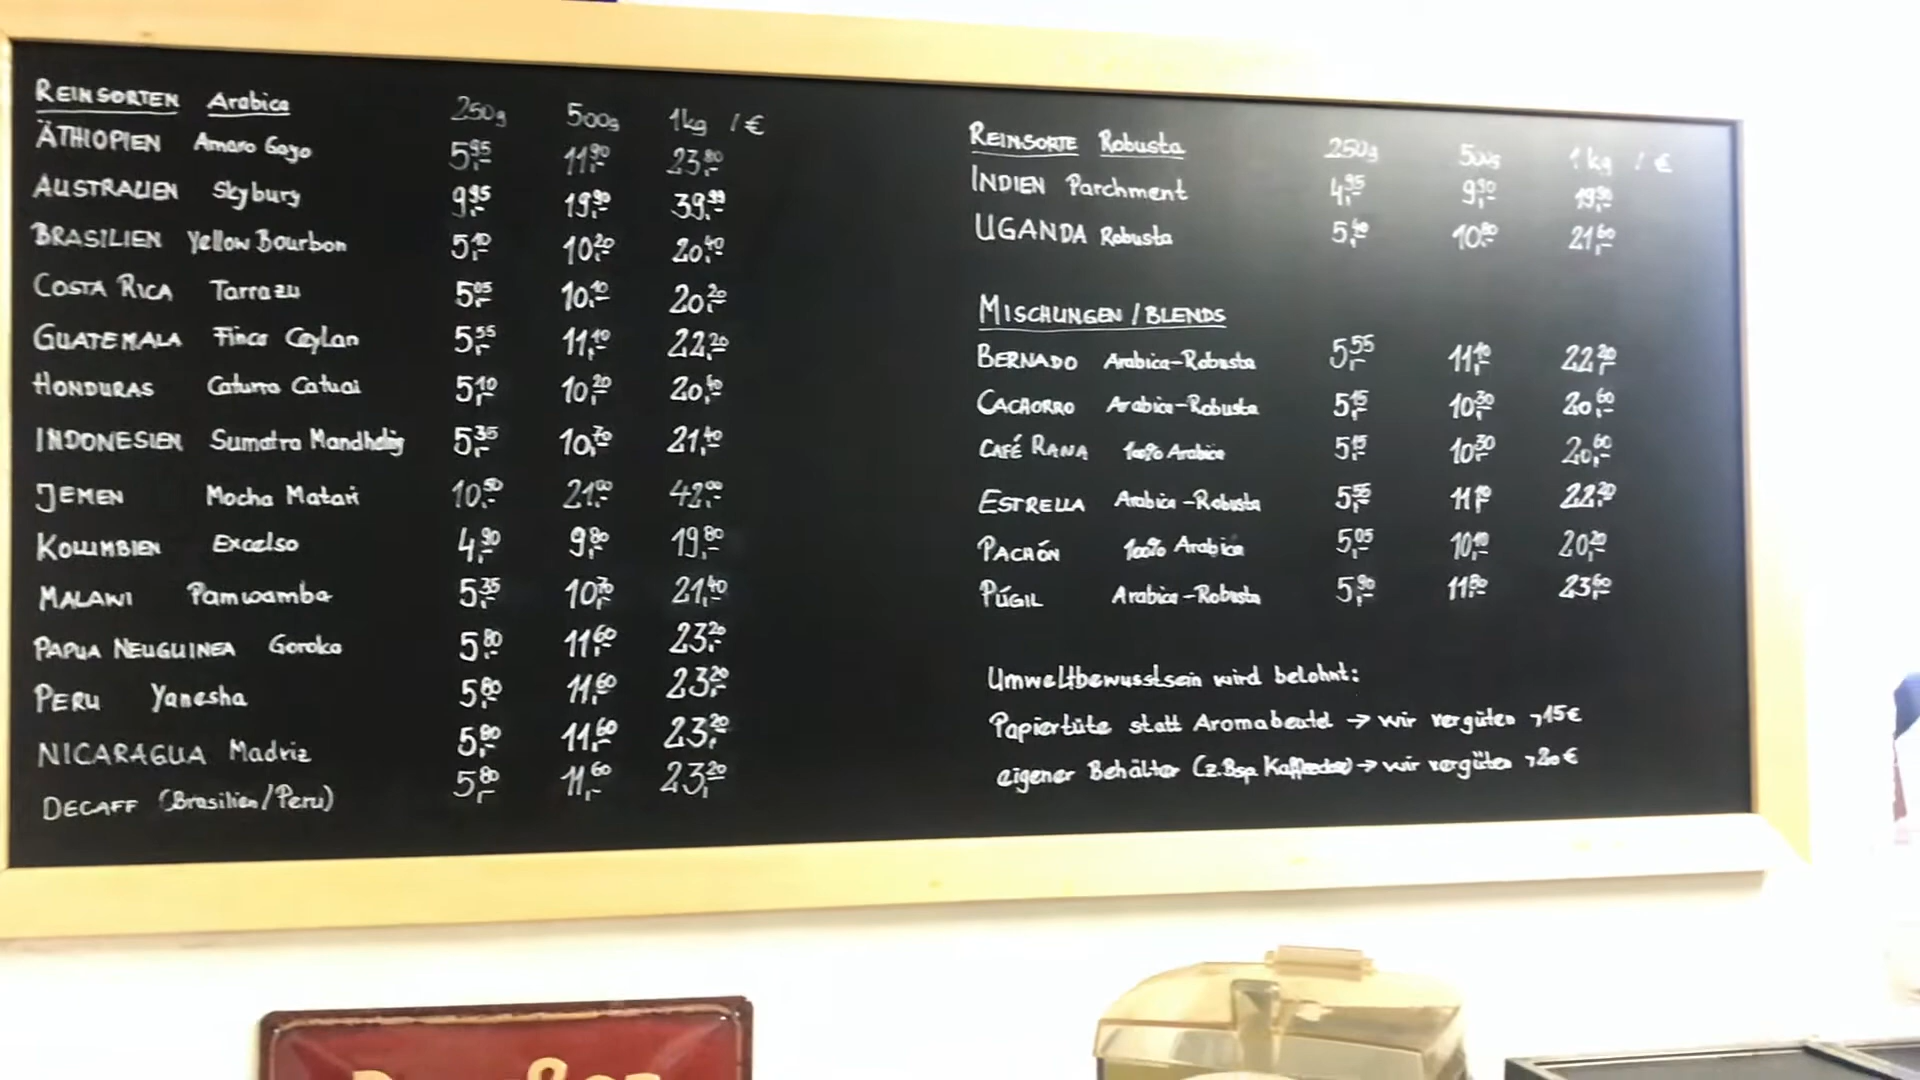 REINSORTEN Arabica 250g 500g 1kg / €
ÄTHIOPIEN Amaro Gayo 5,95 11,90 23,80
AUSTRALIEN Skybury 9,95 19,90 39,99
BRASILIEN Yellow Bourbon 5,10 10,20 20,40
COSTA RICA Tarrazu 5,05 10,10 20,20
GUATEMALA Finca Ceylan 5,55 11,10 22,20
HONDURAS Caturra Catuai 5,10 10,20 20,40
INDONESIEN Sumatra Mandheling 5,35 10,70 21,40
JEMEN Mocha Matari 10,50 21,00 42,00
KOLUMBIEN Excelso 4,90 9,80 19,80
MALAWI Pamwamba 5,35 10,70 21,40
PAPUA NEUGUINEA Goroka 5,80 11,60 23,20
PERU Yanesha 5,80 11,60 23,20
NICARAGUA Madriz 5,80 11,60 23,20
DECAFF (Brasilien/Peru) 5,80 11,60 23,20
REINSORTE Robusta 250g 500g 1kg / €
INDIEN Parchment 4,95 9,90 19,90
UGANDA Robusta 5,40 10,80 21,60
MISCHUNGEN / BLENDS
BERNADO Arabica-Robusta 5,55 11,10 22,20
CACHORRO Arabica-Robusta 5,15 10,30 20,60
CAFÉ RANA 100% Arabica 5,15 10,30 20,60
ESTRELLA Arabica-Robusta 5,55 11,10 22,20
PACHÓN 100% Arabica 5,05 10,10 20,20
PÚGIL Arabica-Robusta 5,90 11,80 23,60
Umweltbewusstsein wird belohnt:
Papiertüte statt Aromabeutel → wir vergüten ,15€
eigener Behälter (z.Bsp. Kaffeedose) → wir vergüten ,20€